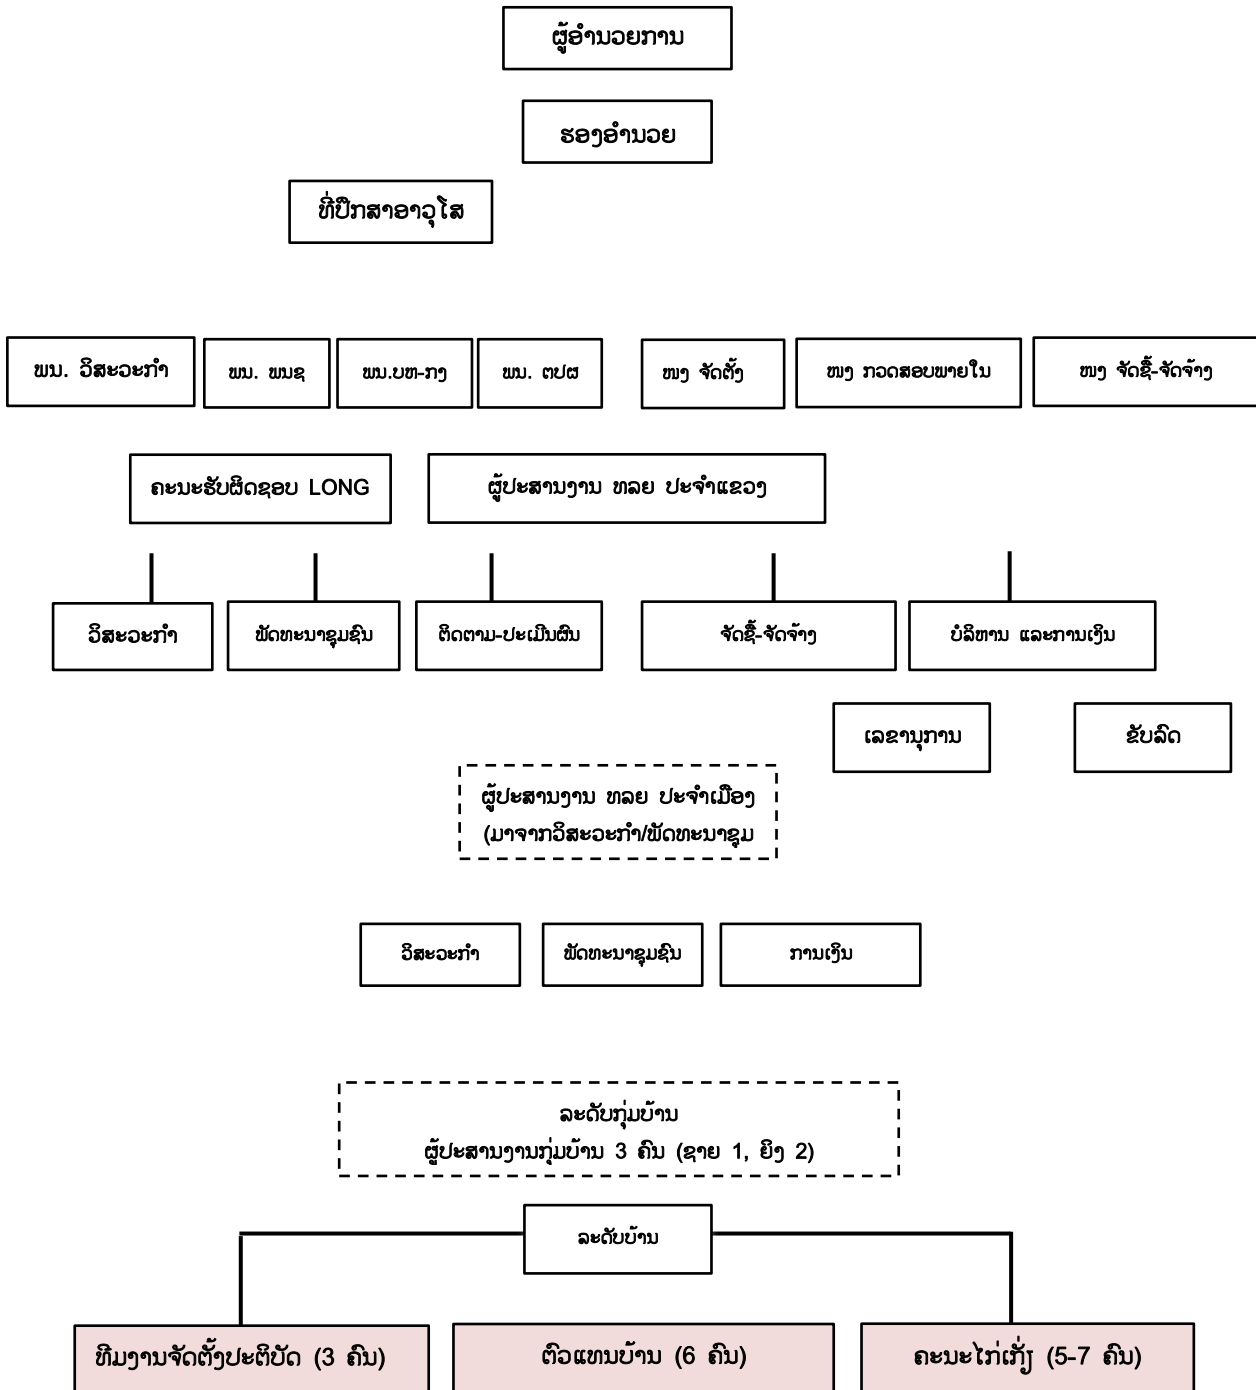 ຜູ້ອຳນວຍການ
ຮອງອຳນວຍ
ທີ່ປຶກສາອາວຸໂສ
ພນ. ວິສະວະກຳ
ພນ. ພນຊ
ພນ.ບຫ-ກງ
ພນ. ຕປຜ
ໜງ ຈັດຕັ້ງ
ໜງ ກວດສອບພາຍໃນ
ໜງ ຈັດຊື້-ຈັດຈ້າງ
ຄະນະຮັບຜິດຊອບ LONG
ຜູ້ປະສານງານ ທລຍ ປະຈຳແຂວງ
ວິສະວະກຳ
ພັດທະນາຊຸມຊົນ
ຕິດຕາມ-ປະເມີນຜົນ
ຈັດຊື້-ຈັດຈ້າງ
ບໍລິຫານ ແລະການເງິນ
ເລຂານຸການ
ຂັບລົດ
ຜູ້ປະສານງານ ທລຍ ປະຈຳເມືອງ
(ມາຈາກວິສະວະກຳ/ພັດທະນາຊຸມ
ວິສະວະກຳ
ພັດທະນາຊຸມຊົນ
ການເງິນ
ລະດັບກຸ່ມບ້ານ
ຜູ້ປະສານງານກຸ່ມບ້ານ 3 ຄົນ (ຊາຍ 1, ຍິງ 2)
ລະດັບບ້ານ
ທີມງານຈັດຕັ້ງປະຕິບັດ (3 ຄົນ)
ຕົວແທນບ້ານ (6 ຄົນ)
ຄະນະໄກ່ເກັ່ຽ (5-7 ຄົນ)